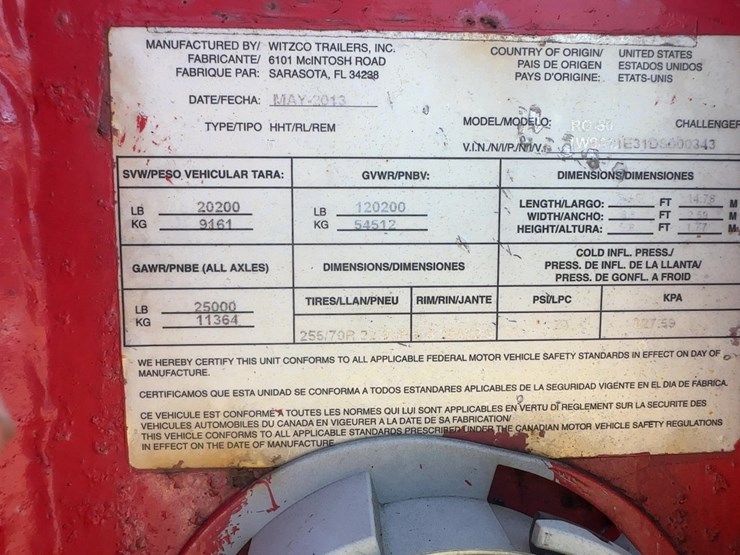 MANUFACTURED BY/ WITZCO TRAILERS, INC.
FABRICANTE/ 6101 McINTOSH ROAD
FABRIQUE PAR: SARASOTA, FL 34238
COUNTRY OF ORIGIN/ UNITED STATES
PAIS DE ORIGEN ESTADOS UNIDOS
PAYS D'ORIGINE: ETATS-UNIS
DATE/FECHA: MAY-2013
TYPE/TIPO HHT/RL/REM
MODEL/MODELO: CHALLENGER
V.I.N./N/I/P./N/I/V.
SVW/PESO VEHICULAR TARA:
LB 20200
KG 9161
GVWR/PNBV:
LB 120200
KG 54512
DIMENSIONS/DIMENSIONES
LENGTH/LARGO: FT 14.78 M
WIDTH/ANCHO: FT 2.59 M
HEIGHT/ALTURA: FT 1.77 M
GAWR/PNBE (ALL AXLES)
LB 25000
KG 11364
DIMENSIONS/DIMENSIONES
TIRES/LLAN/PNEU RIM/RIN/JANTE
255/70R
COLD INFL. PRESS./
PRESS. DE INFL. DE LA LLANTA/
PRESS. DE GONFL. A FROID
PSI/LPC KPA
WE HEREBY CERTIFY THIS UNIT CONFORMS TO ALL APPLICABLE FEDERAL MOTOR VEHICLE SAFETY STANDARDS IN EFFECT ON DAY OF
MANUFACTURE.
CERTIFICAMOS QUE ESTA UNIDAD SE CONFORMA A TODOS ESTANDARES APLICABLES DE LA SEGURIDAD VIGENTE EN EL DIA DE FABRICA.
CE VEHICULE EST CONFORME A TOUTES LES NORMES QUI LUI SONT APPLICABLES EN VERTU DI REGLEMENT SUR LA SECURITE DES
VEHICULES AUTOMOBILES DU CANADA EN VIGEURER A LA DATE DE SA FABRICATION/
THIS VEHICLE CONFORMS TO ALL APPLICABLE STANDARDS PRESCRIBED UNDER THE CANADIAN MOTOR VEHICLE SAFETY REGULATIONS
IN EFFECT ON THE DATE OF MANUFACTURE